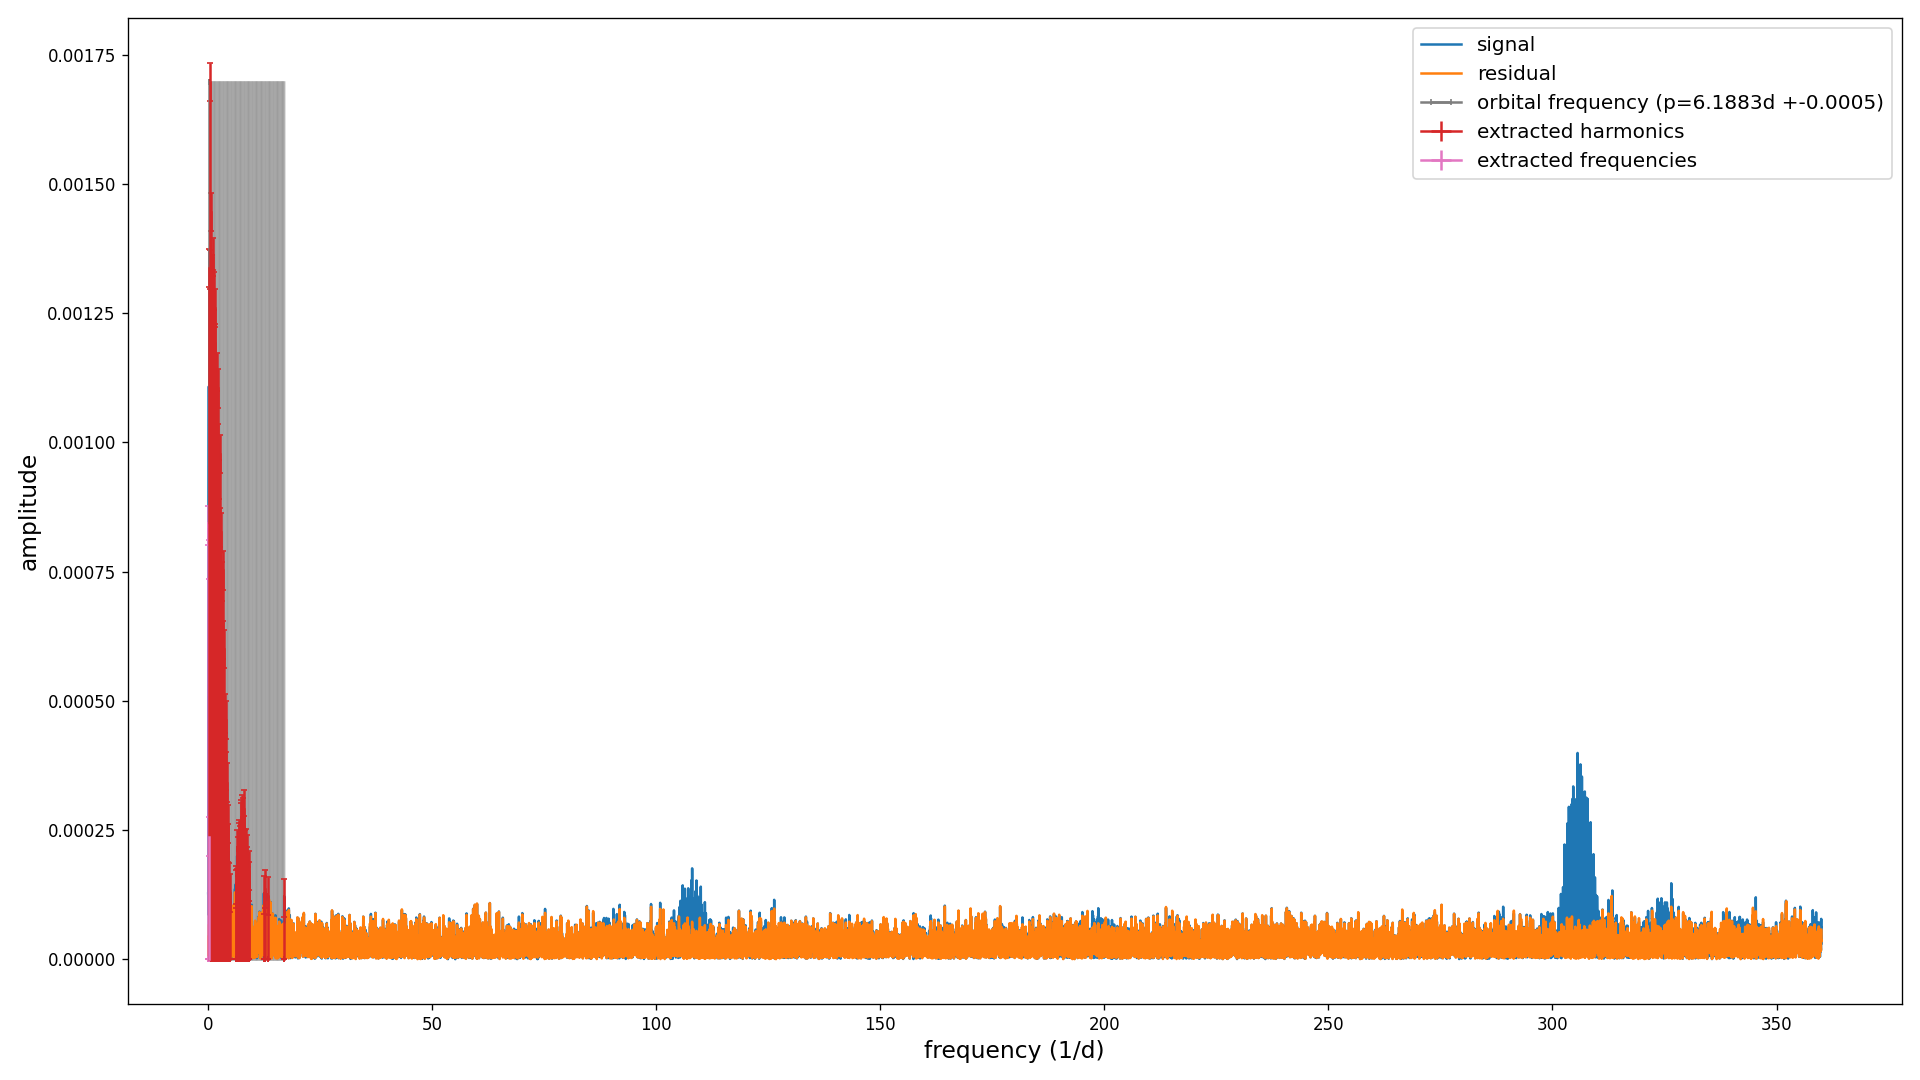 signal
residual
orbital frequency (p=6.1883d +-0.0005)
extracted harmonics
extracted frequencies
0.00175
0.00150
0.00125
0.00100
0.00075
0.00050
0.00025
0.00000
amplitude
0 50 100 150 200 250 300 350
frequency (1/d)